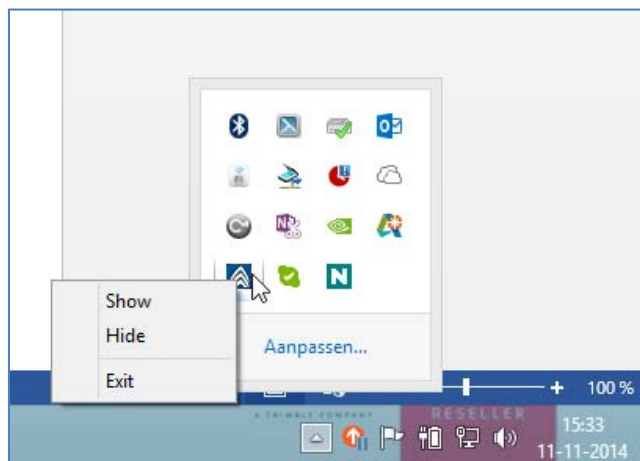 Show
Hide
Exit
Aanpassen...
100 %
A TRIMBLE COMPANY
RESELLER
15:33
11-11-2014